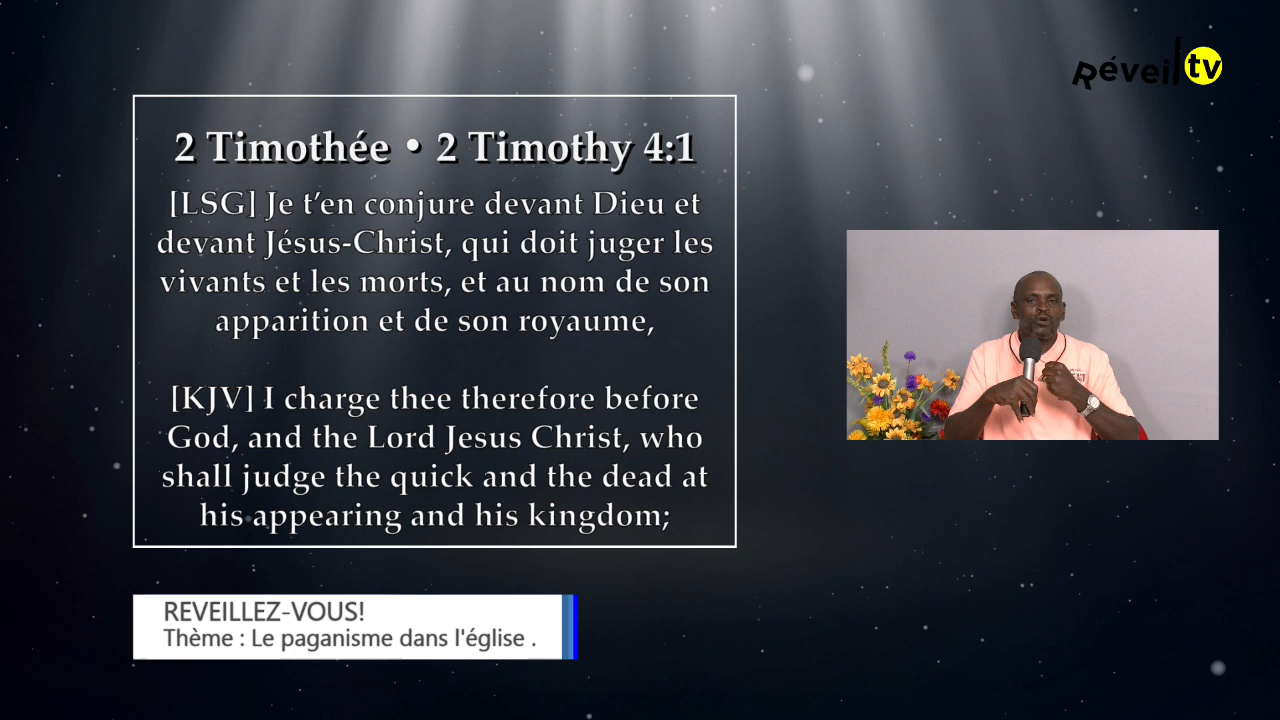 Réveil tv
2 Timothée • 2 Timothy 4:1
[LSG] Je t’en conjure devant Dieu et
devant Jésus-Christ, qui doit juger les
vivants et les morts, et au nom de son
apparition et de son royaume,
[KJV] I charge thee therefore before
God, and the Lord Jesus Christ, who
shall judge the quick and the dead at
his appearing and his kingdom;
REVEILLEZ-VOUS!
Thème : Le paganisme dans l'église .